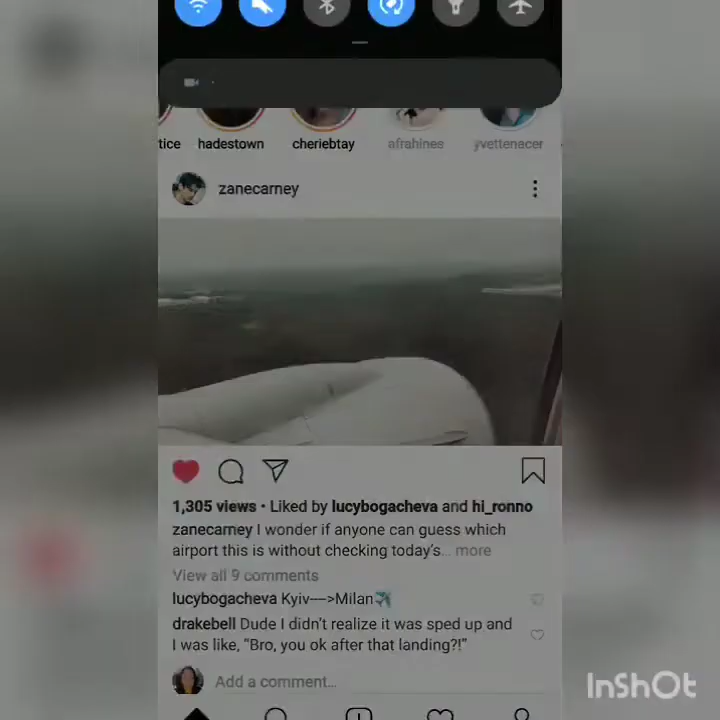 tice hadestown cheriebtay afrahines yvettenacer
zanecarney
1,305 views • Liked by lucybogacheva and hi_ronno
zanecarney I wonder if anyone can guess which
airport this is without checking today's... more
View all 9 comments
lucybogacheva Kyiv---->Milan✈️
drakebell Dude I didn't realize it was sped up and
I was like, "Bro, you ok after that landing?!"
Add a comment...
InShOt